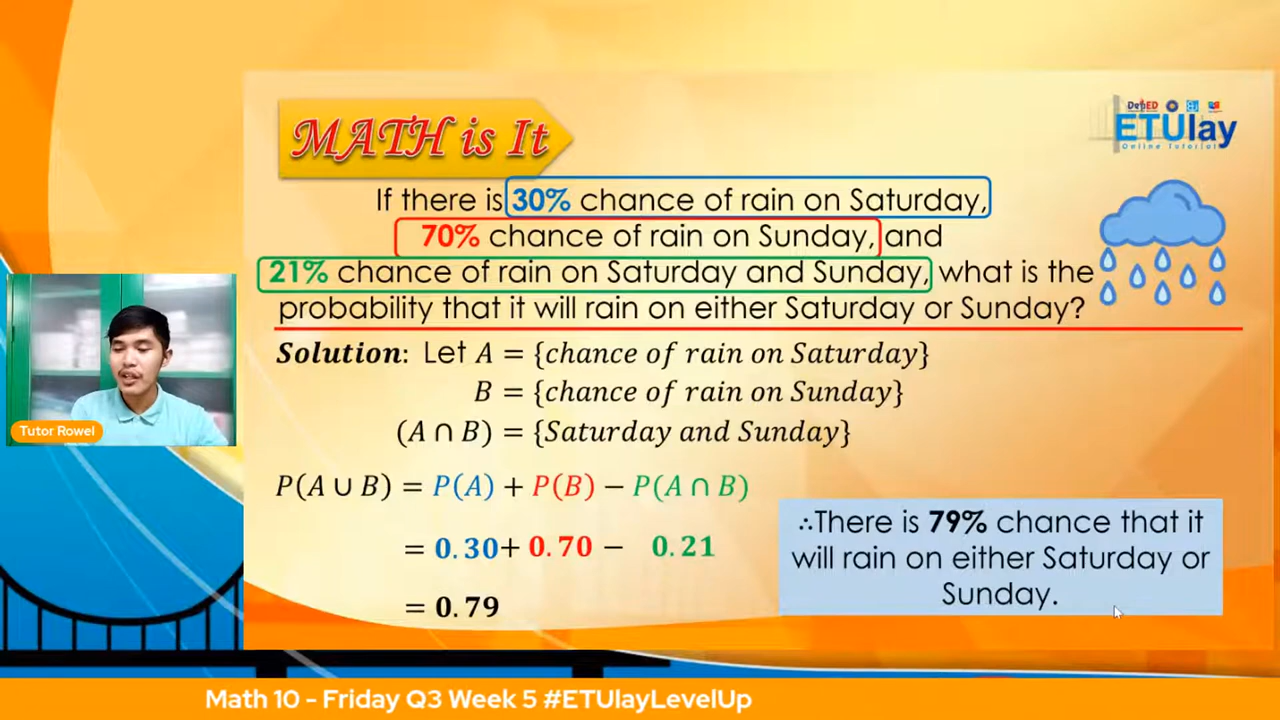 MATH is It
DepED
ETUlay
Online Tutorial
If there is 30% chance of rain on Saturday,
70% chance of rain on Sunday, and
21% chance of rain on Saturday and Sunday, what is the
probability that it will rain on either Saturday or Sunday?
Solution: Let A = {chance of rain on Saturday}
B = {chance of rain on Sunday}
(A ∩ B) = {Saturday and Sunday}
P(A ∪ B) = P(A) + P(B) − P(A ∩ B)
= 0.30 + 0.70 − 0.21
= 0.79
∴There is 79% chance that it
will rain on either Saturday or
Sunday.
Tutor Rowel
Math 10 - Friday Q3 Week 5 #ETUlayLevelUp